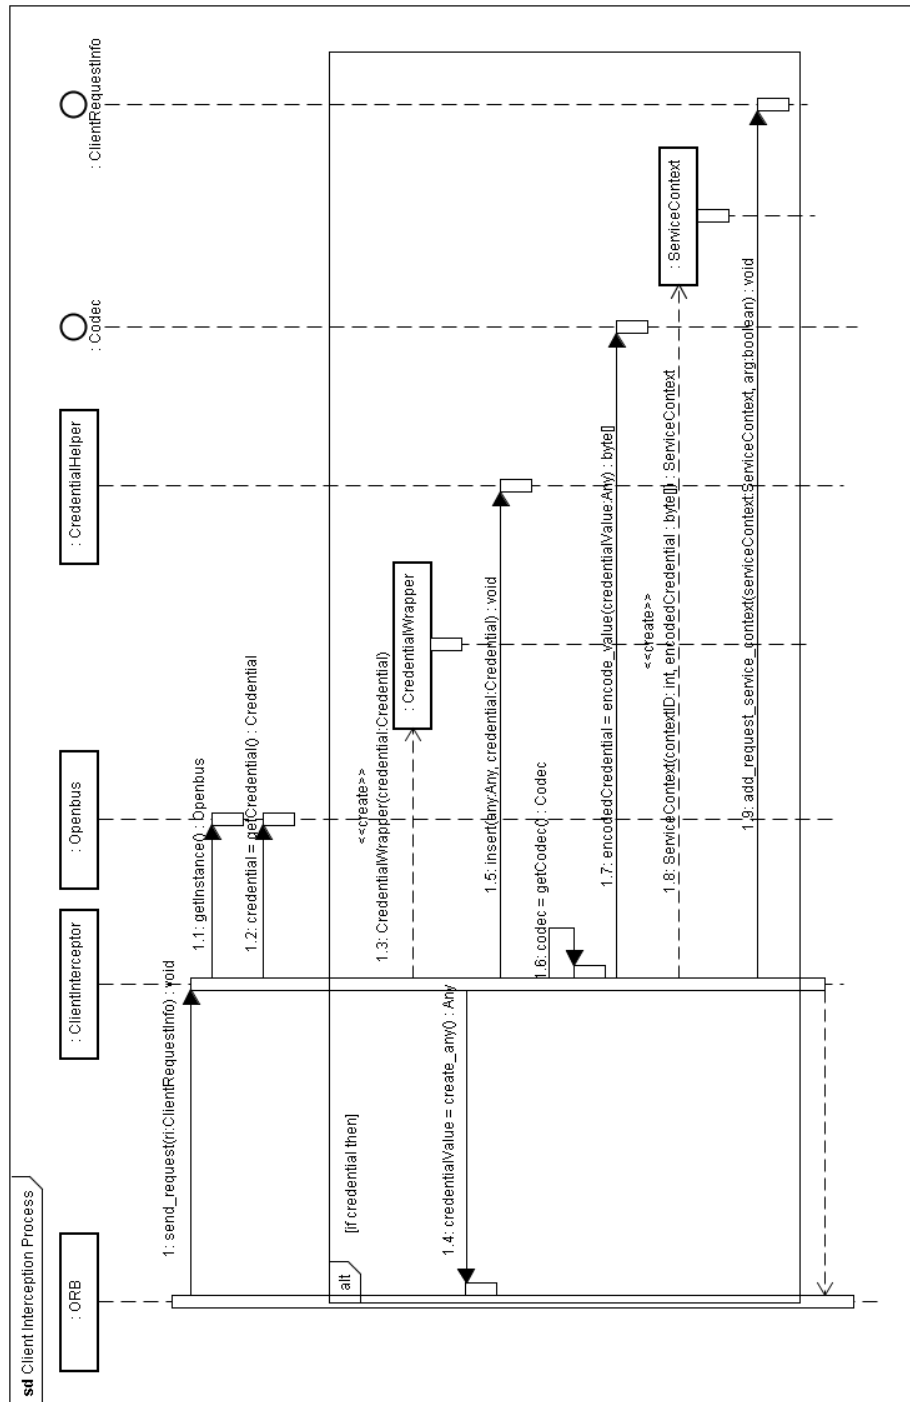 sd Client Interception Process
: ORB
: ClientInterceptor
: Openbus
: CredentialHelper
: Codec
: ClientRequestInfo
1: send_request(ri:ClientRequestInfo) : void
1.1: getInstance() : Openbus
1.2: credential = getCredential() : Credential
alt
[if credential then]
<<create>>
1.3: CredentialWrapper(credential:Credential)
: CredentialWrapper
1.4: credentialValue = create_any() : Any
1.5: insert(any:Any, credential:Credential) : void
1.6: codec = getCodec() : Codec
1.7: encodedCredential = encode_value(credentialValue:Any) : byte[]
<<create>>
1.8: ServiceContext(contextID: int, encodedCredential : byte[]) : ServiceContext
: ServiceContext
1.9: add_request_service_context(serviceContext:ServiceContext, arg:boolean) : void